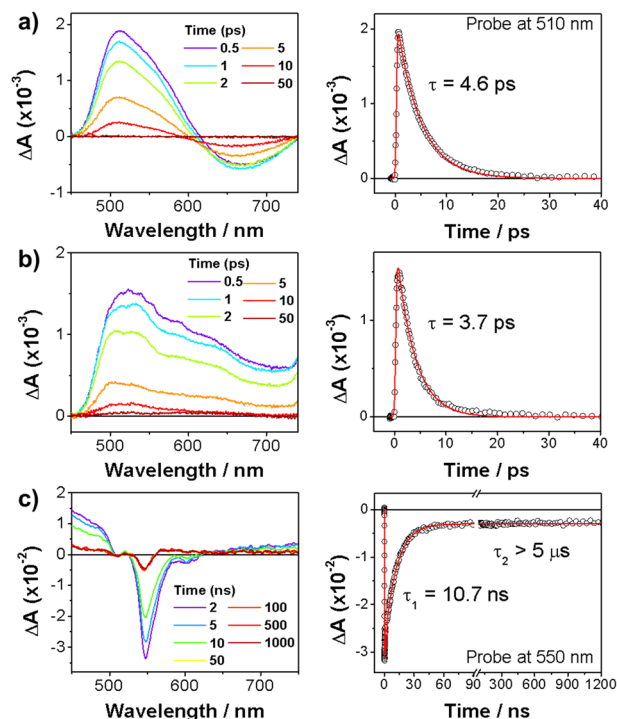 a)
Time (ps)
0.5 5
1 10
2 50
2
1
0
-1
ΔA (x10⁻³)
500 600 700
Wavelength / nm
Probe at 510 nm
τ = 4.6 ps
2
1
0
ΔA (x10⁻³)
0 10 20 30 40
Time / ps
b)
Time (ps)
0.5 5
1 10
2 50
2
1
0
ΔA (x10⁻³)
500 600 700
Wavelength / nm
τ = 3.7 ps
2
1
0
ΔA (x10⁻³)
0 10 20 30 40
Time / ps
c)
2
1
0
-1
-2
-3
ΔA (x10⁻²)
Time (ns)
2 100
5 500
10 1000
50
500 600 700
Wavelength / nm
0
-1
-2
-3
ΔA (x10⁻²)
τ₂ > 5 μs
τ₁ = 10.7 ns
Probe at 550 nm
0 30 60 90 300 600 900 1200
Time / ns